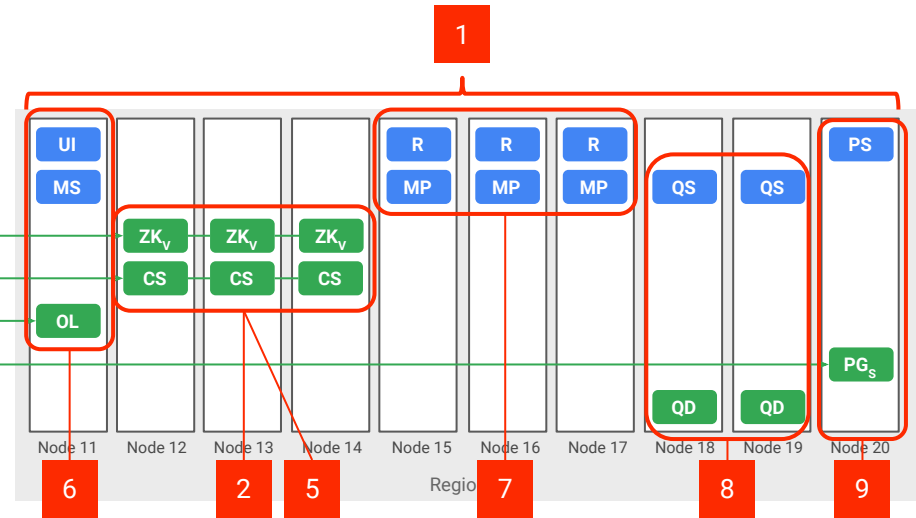 1
UI R R R PS
MS MP MP MP QS QS
ZKV ZKV ZKV
CS CS CS
OL
PGS
QD QD
Node 11 Node 12 Node 13 Node 14 Node 15 Node 16 Node 17 Node 18 Node 19 Node 20
6 2 5 Regio 7 8 9